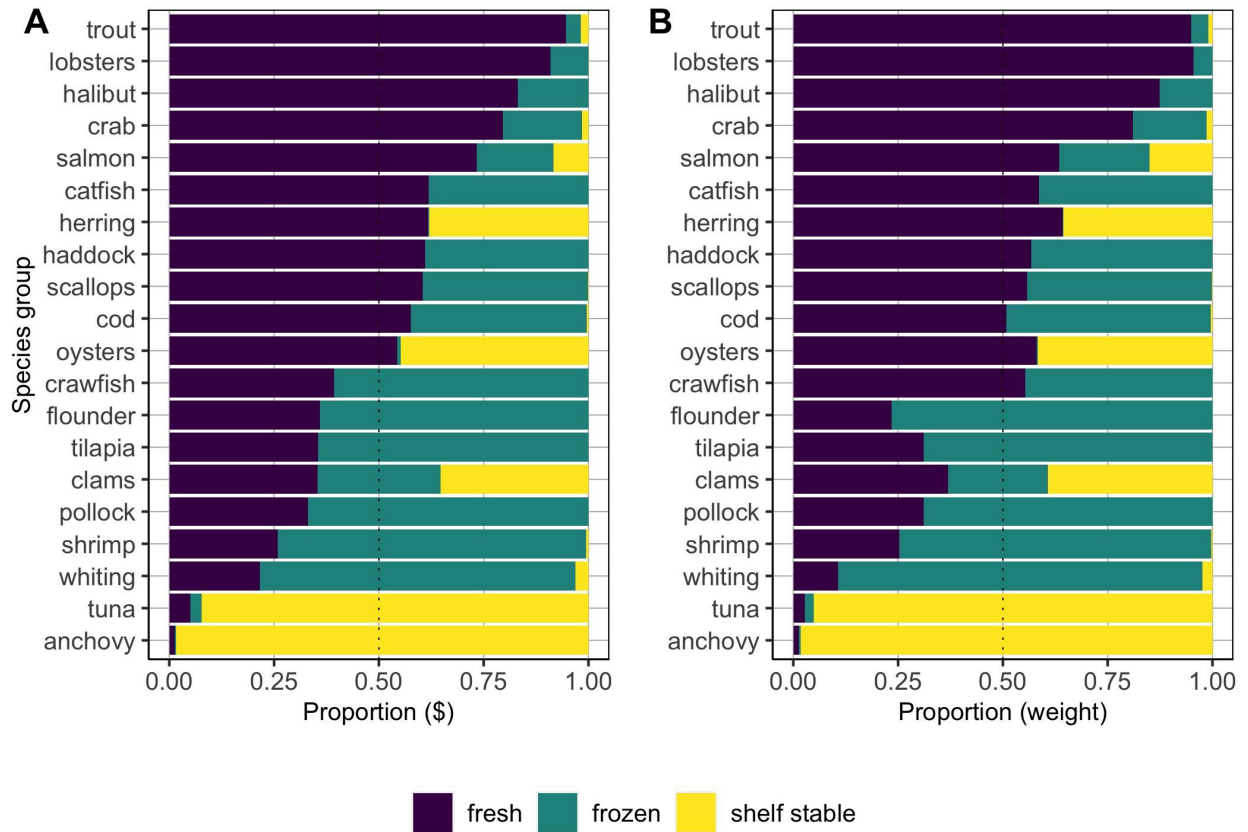 A
Species group
trout
lobsters
halibut
crab
salmon
catfish
herring
haddock
scallops
cod
oysters
crawfish
flounder
tilapia
clams
pollock
shrimp
whiting
tuna
anchovy
0.00 0.25 0.50 0.75 1.00
Proportion ($)
B
trout
lobsters
halibut
crab
salmon
catfish
herring
haddock
scallops
cod
oysters
crawfish
flounder
tilapia
clams
pollock
shrimp
whiting
tuna
anchovy
0.00 0.25 0.50 0.75 1.00
Proportion (weight)
fresh frozen shelf stable